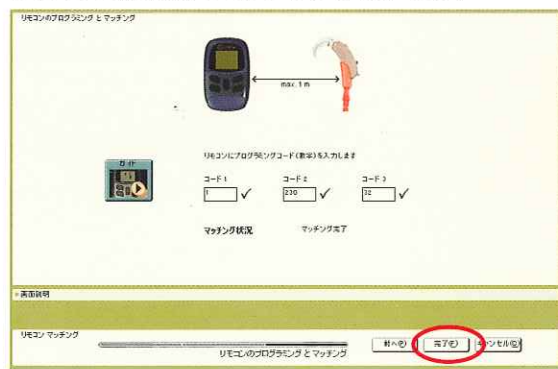 リモコンのプログラミング と マッチング
max. 1 m
ガイド
リモコンにプログラミングコード(数字)を入力します
コード 1
コード 2
コード 3
1
230
32
マッチング状況
マッチング完了
画面説明
リモコン マッチング
リモコンのプログラミング と マッチング
前へ(P)
完了(F)
キャンセル(C)